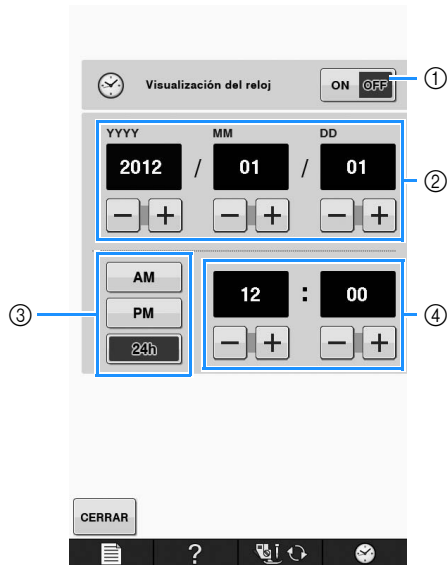 Visualización del reloj ON OFF ①
YYYY MM DD
2012 / 01 / 01 ②
− + − + − +
AM
PM
24h
③
12 : 00 ④
− + − +
CERRAR
?